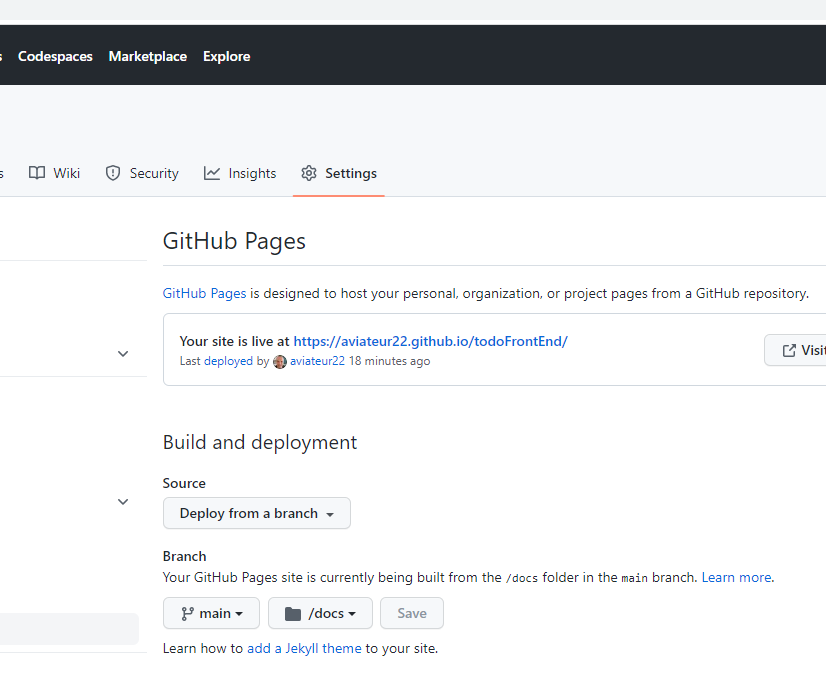 s Codespaces Marketplace Explore
s Wiki Security Insights Settings
GitHub Pages
GitHub Pages is designed to host your personal, organization, or project pages from a GitHub repository.
Your site is live at https://aviateur22.github.io/todoFrontEnd/
Last deployed by aviateur22 18 minutes ago
Visit
Build and deployment
Source
Deploy from a branch
Branch
Your GitHub Pages site is currently being built from the /docs folder in the main branch. Learn more.
main /docs Save
Learn how to add a Jekyll theme to your site.